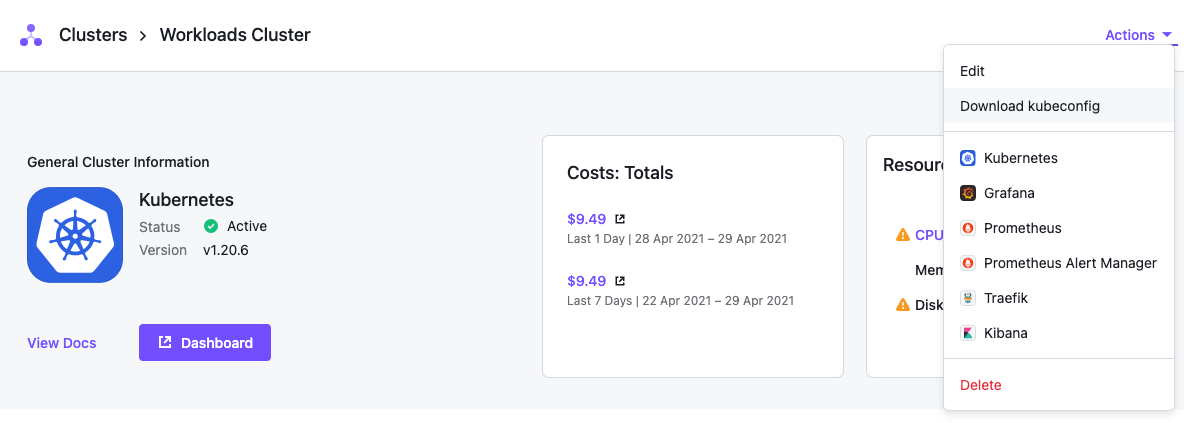 Clusters > Workloads Cluster
Actions
Edit
Download kubeconfig
Kubernetes
Grafana
Prometheus
Prometheus Alert Manager
Traefik
Kibana
Delete
General Cluster Information
Kubernetes
Status Active
Version v1.20.6
View Docs
Dashboard
Costs: Totals
$9.49
Last 1 Day | 28 Apr 2021 – 29 Apr 2021
$9.49
Last 7 Days | 22 Apr 2021 – 29 Apr 2021
CPU
Disk